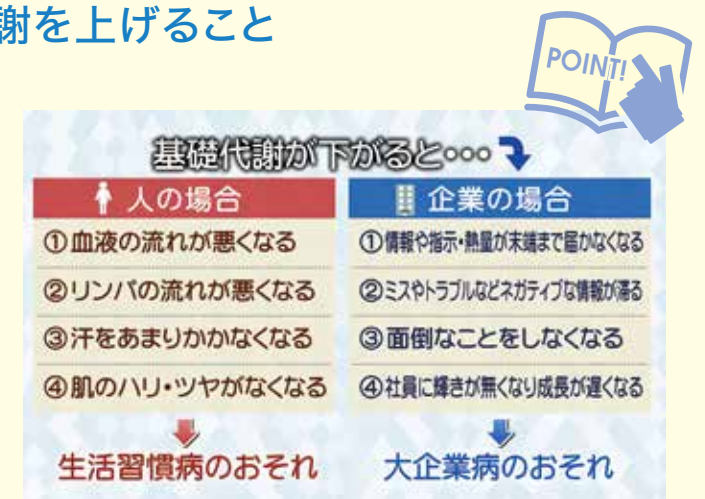 謝を上げること
POINT!
基礎代謝が下がると…
人の場合
企業の場合
①血液の流れが悪くなる
①情報や指示・熱量が末端まで届かなくなる
②リンパの流れが悪くなる
②ミスやトラブルなどネガティブな情報が滞る
③汗をあまりかかなくなる
③面倒なことをしなくなる
④肌のハリ・ツヤがなくなる
④社員に輝きが無くなり成長が遅くなる
生活習慣病のおそれ
大企業病のおそれ